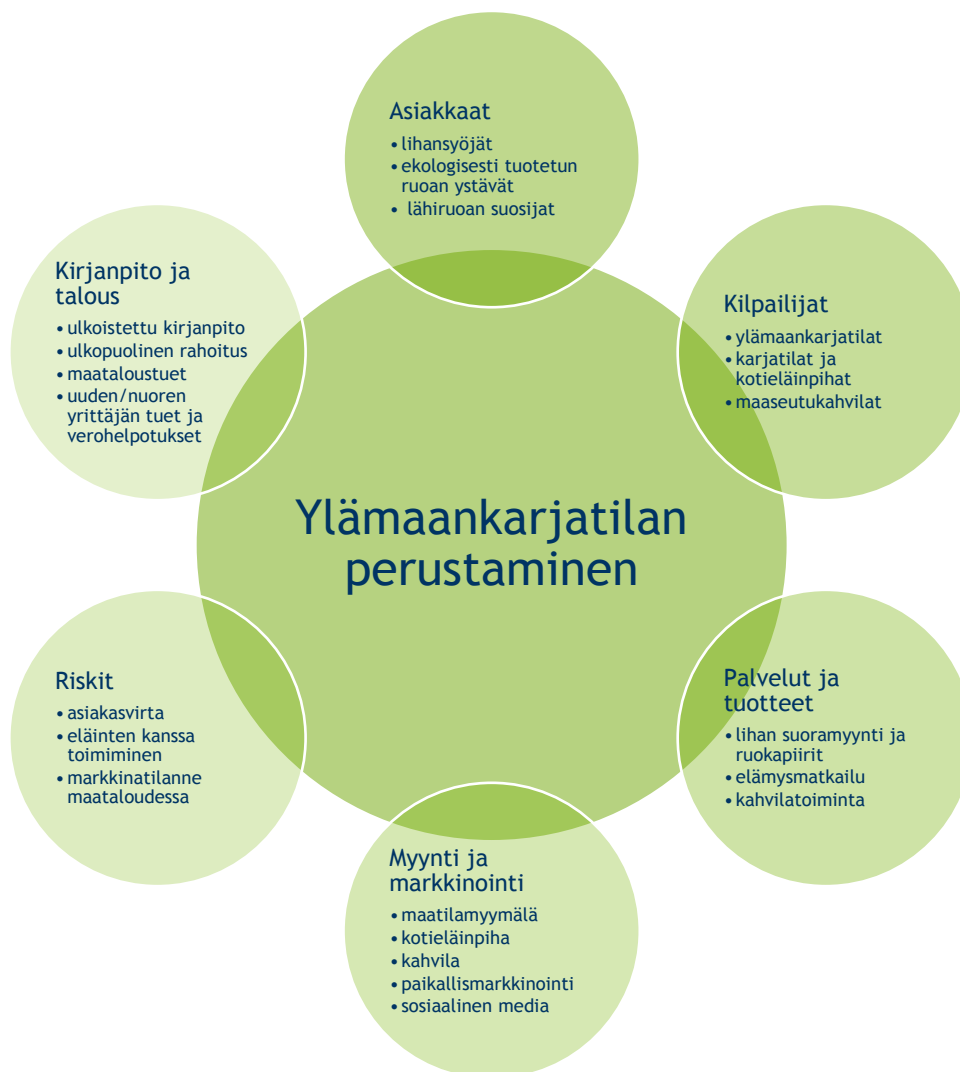 Asiakkaat
• lihansyöjät
• ekologisesti tuotetun
ruoan ystävät
• lähiruoan suosijat
Kilpailijat
• ylämaankarjatilat
• karjatilat ja
kotieläinpihat
• maaseutukahvilat
Palvelut ja
tuotteet
• lihan suoramyynti ja
ruokapiirit
• elämysmatkailu
• kahvilatoiminta
Myynti ja
markkinointi
• maatilamyymälä
• kotieläinpiha
• kahvila
• paikallismarkkinointi
• sosiaalinen media
Riskit
• asiakasvirta
• eläinten kanssa
toimiminen
• markkinatilanne
maataloudessa
Kirjanpito ja
talous
• ulkoistettu kirjanpito
• ulkopuolinen rahoitus
• maataloustuet
• uuden/nuoren
yrittäjän tuet ja
verohelpotukset
Ylämaankarjatilan
perustaminen